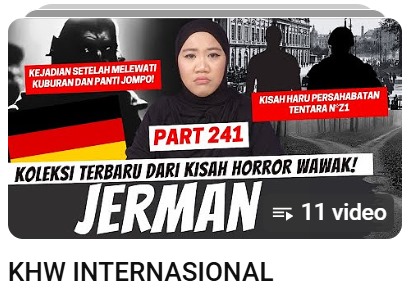 KEJADIAN SETELAH MELEWATI
KUBURAN DAN PANTI JOMPO!
KISAH HARU PERSAHABATAN
TENTARA N*Z1
PART 241
KOLEKSI TERBARU DARI KISAH HORROR WAWAK!
JERMAN
11 video
KHW INTERNASIONAL